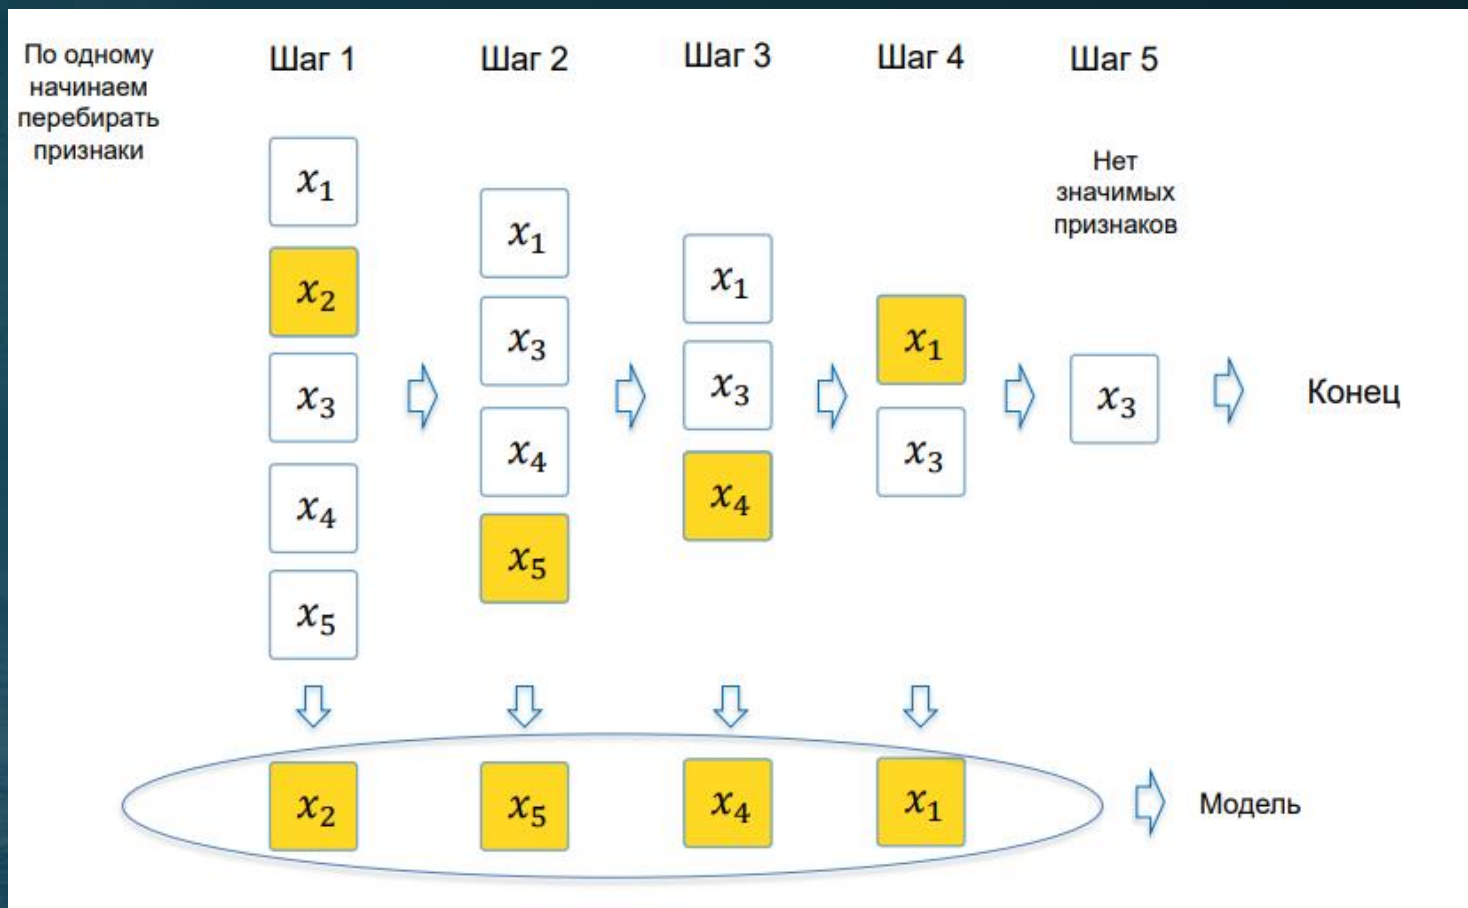 По одному
начинаем
перебирать
признаки
Шаг 1
Шаг 2
Шаг 3
Шаг 4
Шаг 5
x₁
x₂
x₃
x₄
x₅
x₁
x₃
x₄
x₅
x₁
x₃
x₄
x₁
x₃
Нет
значимых
признаков
x₃
Конец
x₂
x₅
x₄
x₁
Модель